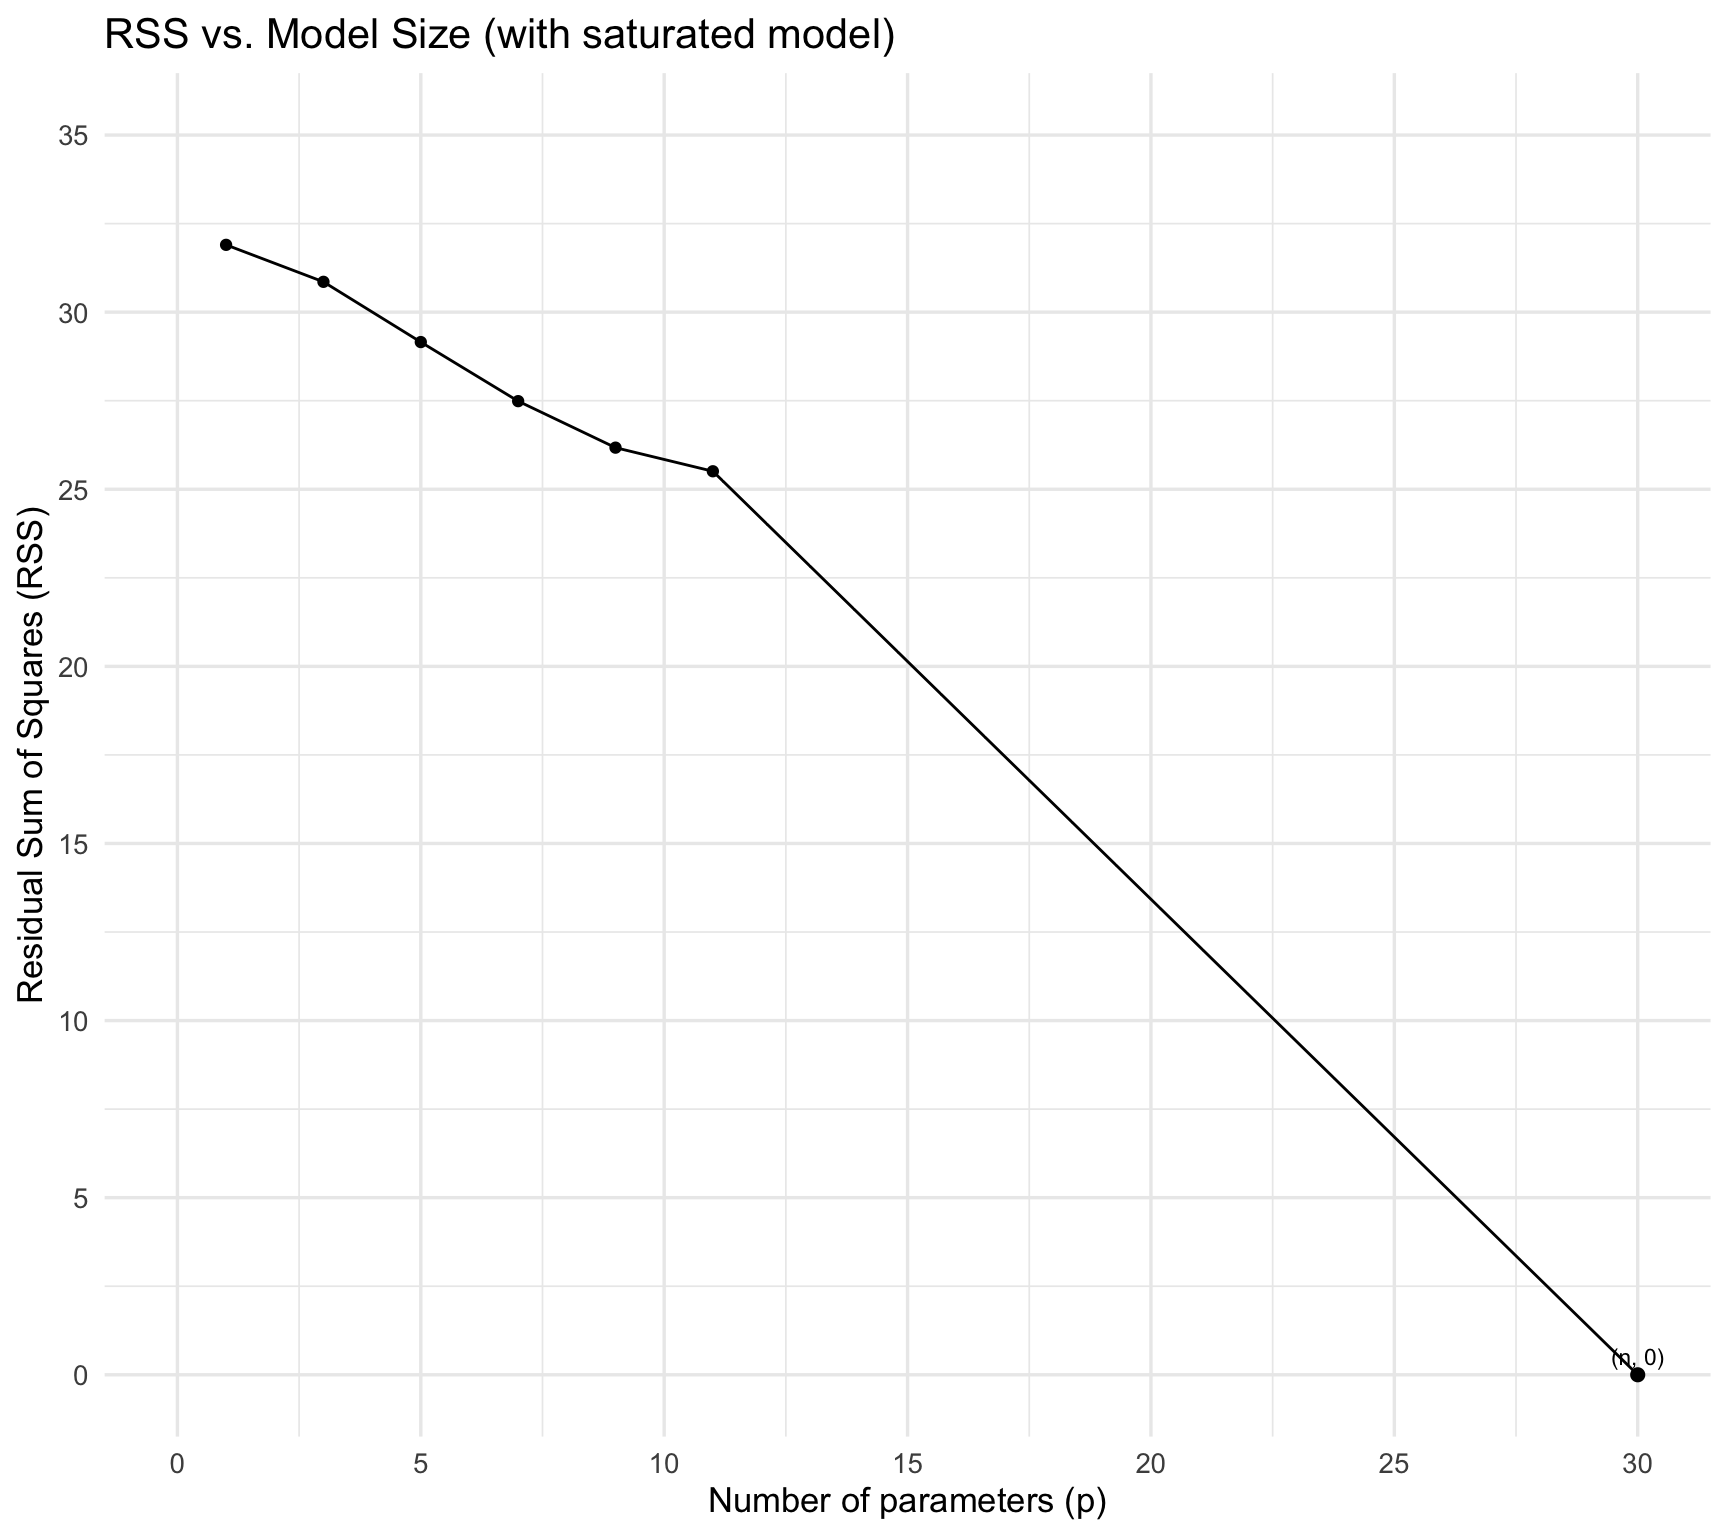 RSS vs. Model Size (with saturated model)
35
30
25
20
15
10
5
0
Residual Sum of Squares (RSS)
(n, 0)
0 5 10 15 20 25 30
Number of parameters (p)